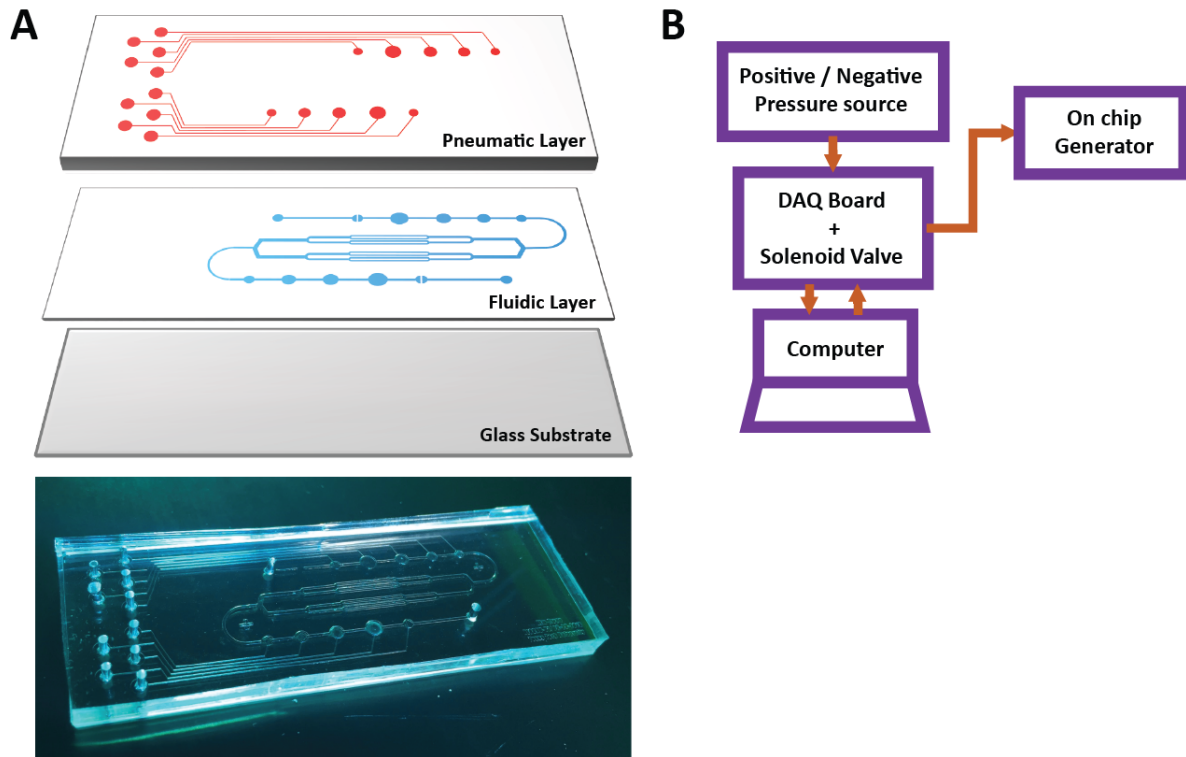 A
Pneumatic Layer
Fluidic Layer
Glass Substrate
B
Positive / Negative
Pressure source
On chip
Generator
DAQ Board
+
Solenoid Valve
Computer